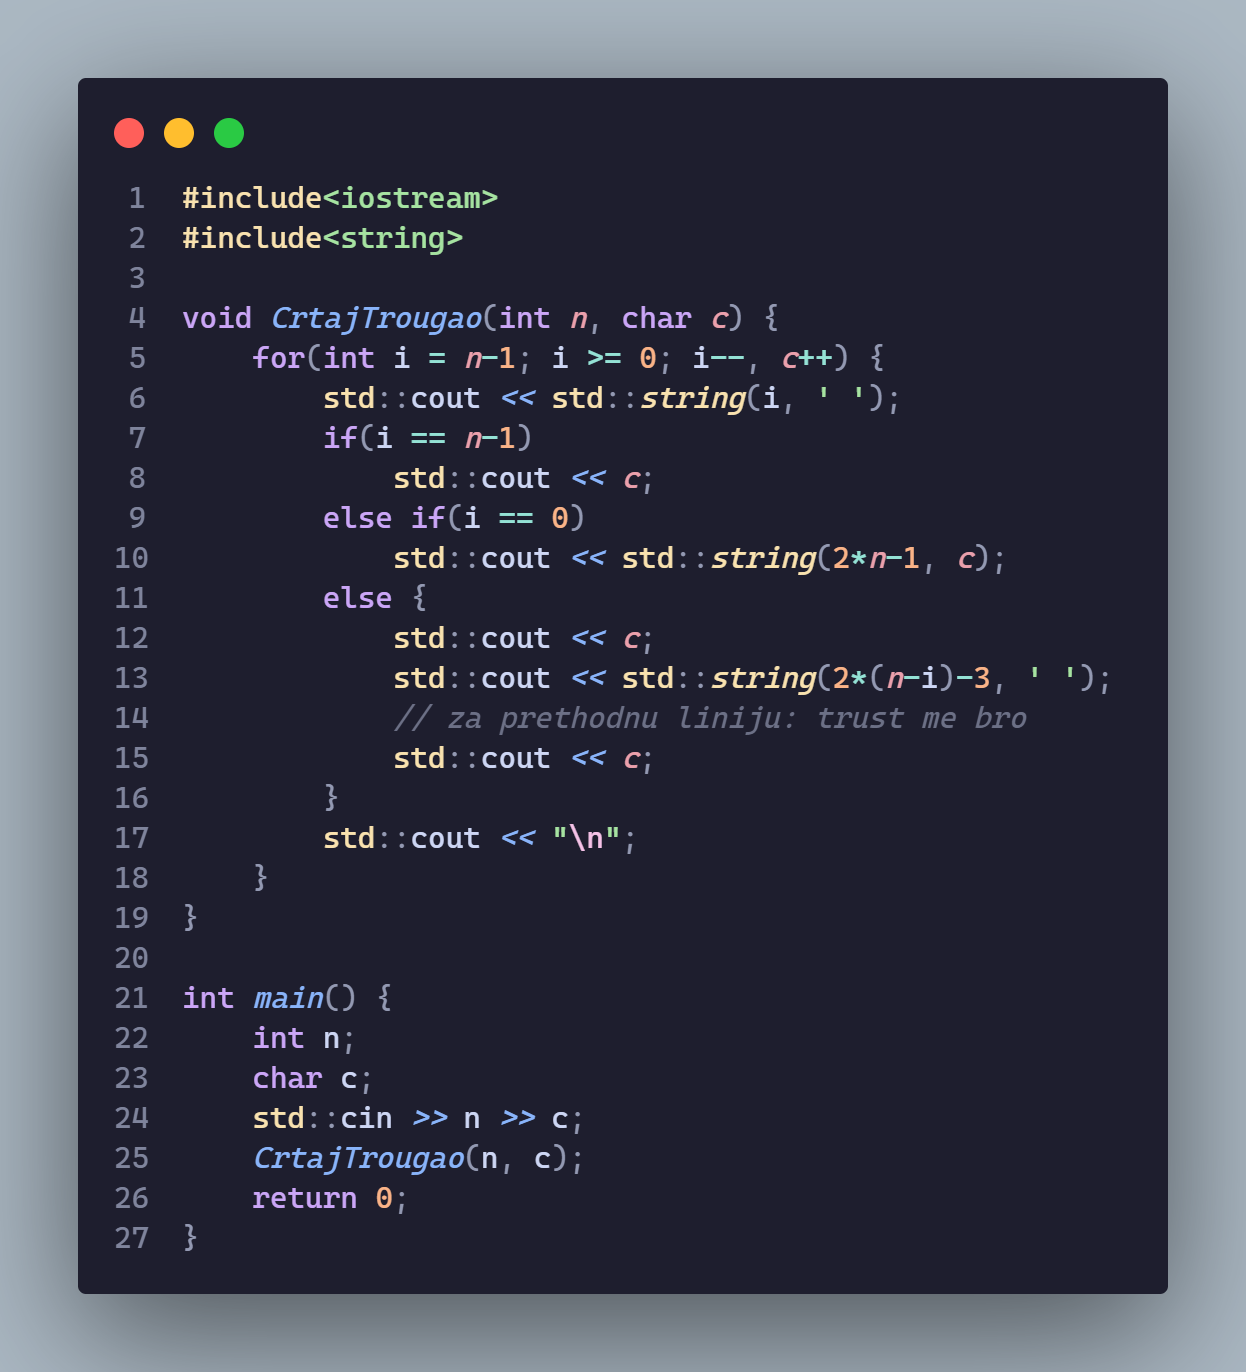 1 #include<iostream>
2 #include<string>
3
4 void CrtajTrougao(int n, char c) {
5     for(int i = n-1; i >= 0; i--, c++) {
6         std::cout << std::string(i, ' ');
7         if(i == n-1)
8             std::cout << c;
9         else if(i == 0)
10             std::cout << std::string(2*n-1, c);
11         else {
12             std::cout << c;
13             std::cout << std::string(2*(n-i)-3, ' ');
14             // za prethodnu liniju: trust me bro
15             std::cout << c;
16         }
17         std::cout << "\n";
18     }
19 }
20
21 int main() {
22     int n;
23     char c;
24     std::cin >> n >> c;
25     CrtajTrougao(n, c);
26     return 0;
27 }